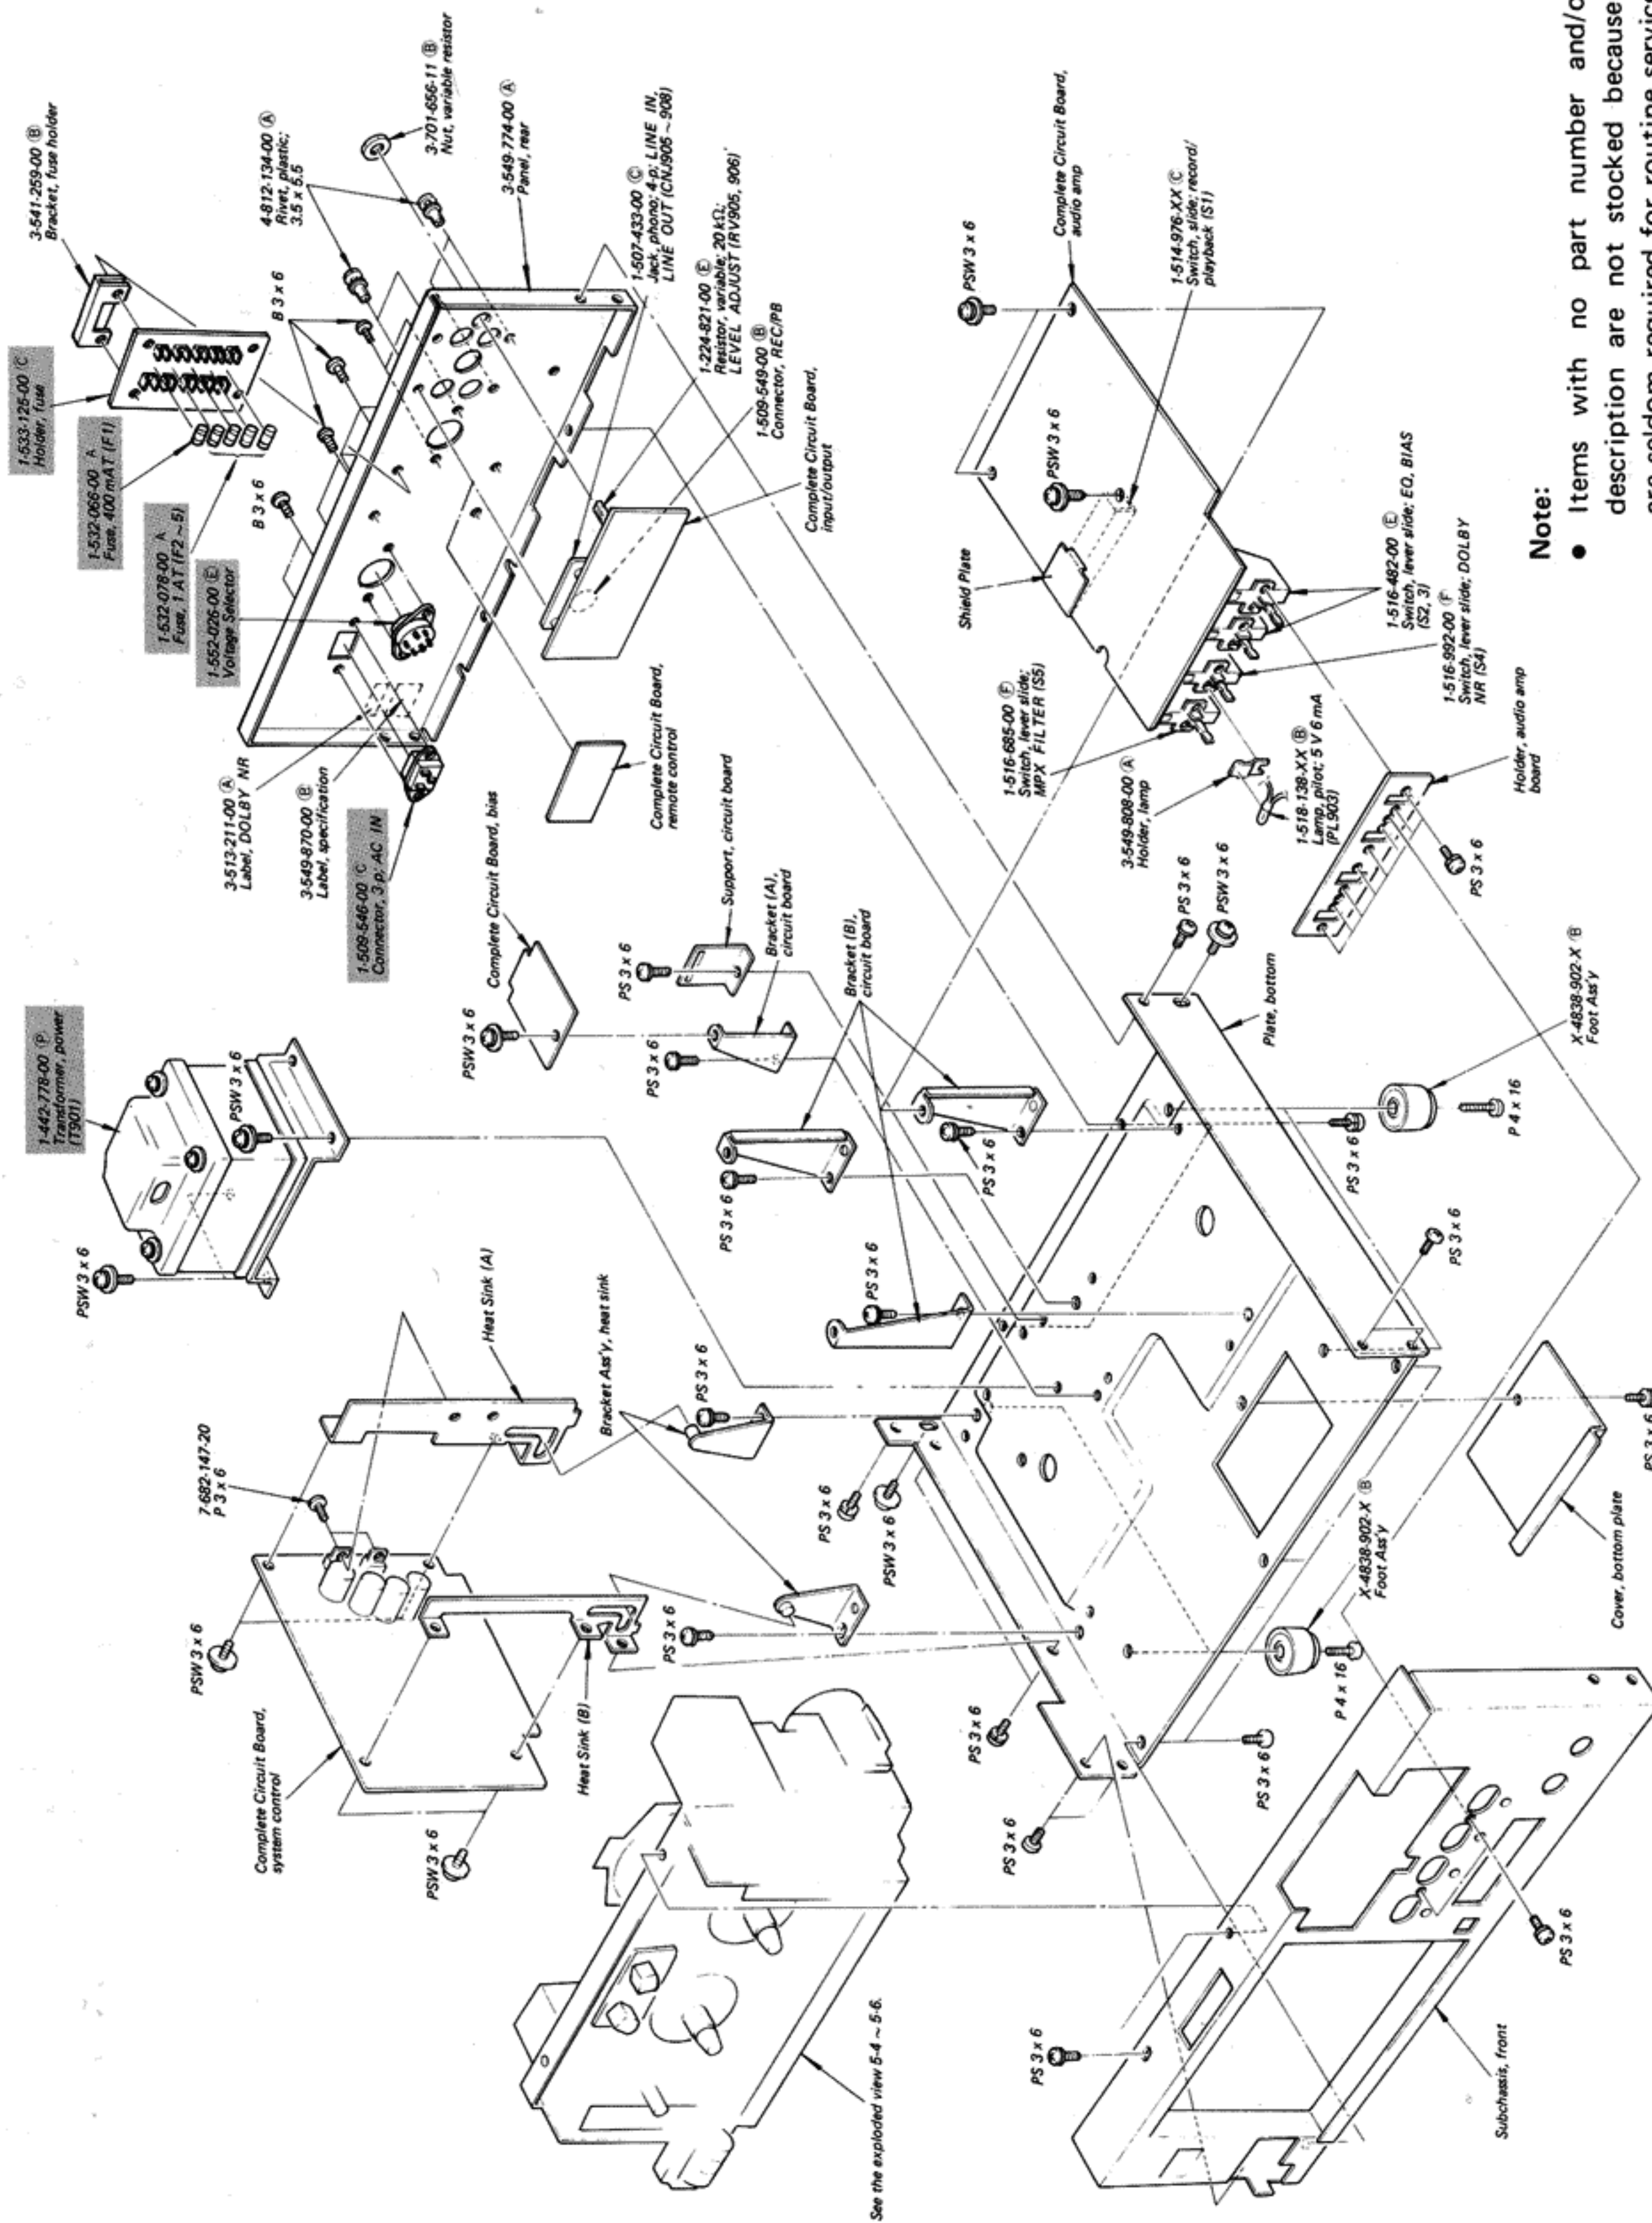 1-442-778-00 Ⓟ
Transformer, power
(T901)
PSW 3 x 6
PSW 3 x 6
7-682-147-20
P 3 x 6
PSW 3 x 6
Complete Circuit Board,
system control
PSW 3 x 6
Heat Sink (A)
Heat Sink (B)
Bracket Ass'y, heat sink
PS 3 x 6
PS 3 x 6
See the exploded view 5-4 ~ 5-6.
1-533-125-00 C
Holder, fuse
3-541-259-00 Ⓑ
Bracket, fuse holder
1-532-066-00 A
Fuse, 400 mAT (F1)
1-532-078-00 A
Fuse, 1 AT (F2 ~ 5)
1-552-026-00 Ⓔ
Voltage Selector
B 3 x 6
B 3 x 6
4-812-134-00 Ⓐ
Rivet, plastic;
3.5 x 5.5
3-701-656-11 Ⓑ
Nut, variable resistor
3-549-774-00 Ⓐ
Panel, rear
1-507-433-00 Ⓒ
Jack, phono; 4-p; LINE IN,
LINE OUT (CNJ905 ~ 908)
1-224-821-00 Ⓔ
Resistor, variable; 20 kΩ;
LEVEL ADJUST (RV905, 906)
1-509-549-00 Ⓑ
Connector, REC/PB
Complete Circuit Board,
input/output
3-513-211-00 Ⓐ
Label, DOLBY NR
3-549-870-00 Ⓑ
Label, specification
1-509-546-00 C
Connector, 3 p; AC IN
Complete Circuit Board,
remote control
Complete Circuit Board, bias
PSW 3 x 6
PS 3 x 6
Support, circuit board
PS 3 x 6
Bracket (A),
circuit board
Bracket (B),
circuit board
PS 3 x 6
PS 3 x 6
PS 3 x 6
PSW 3 x 6
Complete Circuit Board,
audio amp
PSW 3 x 6
1-514-976-XX Ⓒ
Switch, slide; record/
playback (S1)
Shield Plate
1-516-685-00 Ⓕ
Switch, lever slide;
MPX FILTER (S5)
1-516-482-00 Ⓔ
Switch, lever slide; EQ, BIAS
(S2, 3)
1-516-992-00 Ⓕ
Switch, lever slide; DOLBY
NR (S4)
3-549-808-00 Ⓐ
Holder, lamp
1-518-138-XX Ⓑ
Lamp, pilot; 5 V 6 mA
(PL903)
Holder, audio amp
board
PS 3 x 6
PS 3 x 6
PSW 3 x 6
Plate, bottom
X-4838-902-X Ⓑ
Foot Ass'y
P 4 x 16
PS 3 x 6
PS 3 x 6
PS 3 x 6
PSW 3 x 6
PS 3 x 6
PS 3 x 6
PS 3 x 6
X-4838-902-X Ⓑ
Foot Ass'y
P 4 x 16
Cover, bottom plate
PS 3 x 6
PS 3 x 6
PS 3 x 6
Subchassis, front
Note:
● Items with no part number and/o
description are not stocked because
are seldom required for routine service